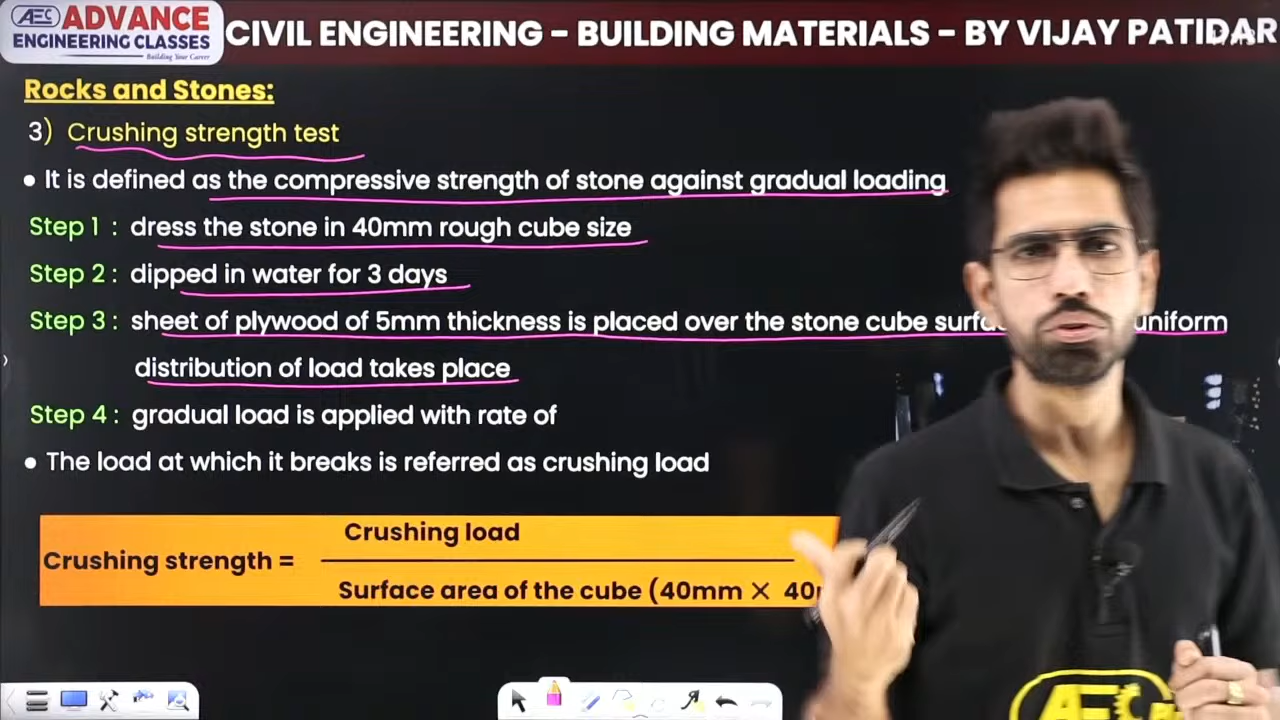 AEC ADVANCE
ENGINEERING CLASSES
Building Your Career
CIVIL ENGINEERING - BUILDING MATERIALS - BY VIJAY PATIDAR
Rocks and Stones:
3) Crushing strength test
• It is defined as the compressive strength of stone against gradual loading
Step 1 : dress the stone in 40mm rough cube size
Step 2 : dipped in water for 3 days
Step 3 : sheet of plywood of 5mm thickness is placed over the stone cube uniform
distribution of load takes place
Step 4 : gradual load is applied with rate of
• The load at which it breaks is referred as crushing load
Crushing load
Crushing strength =
Surface area of the cube (40mm ×
AEC